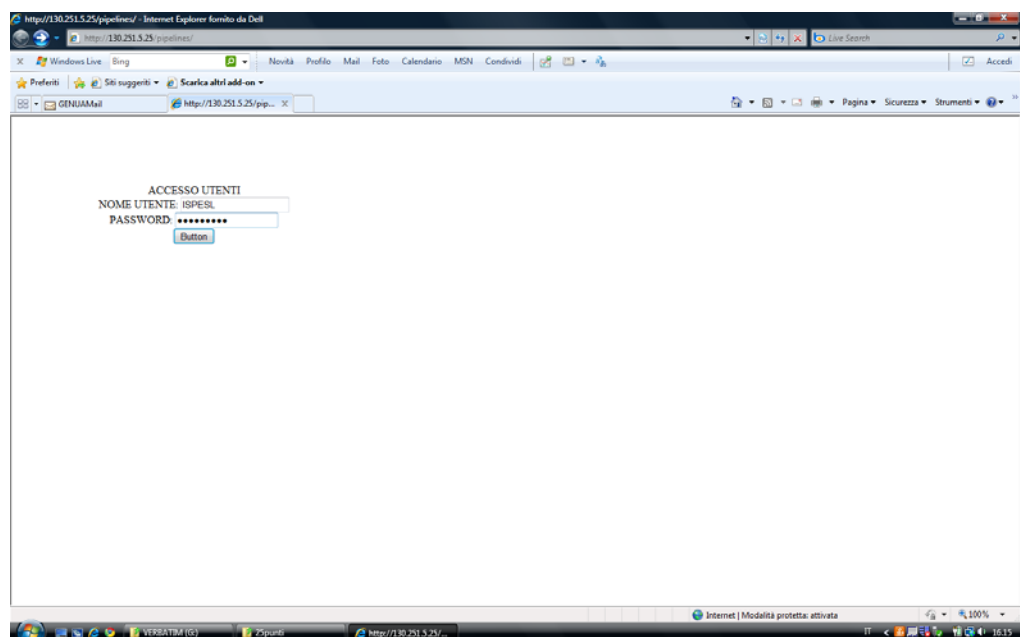 http://130.251.5.25/pipelines/ - Internet Explorer fornito da Dell
http://130.251.5.25/pipelines/
Live Search
X Windows Live Bing Novità Profilo Mail Foto Calendario MSN Condividi Accedi
Preferiti Siti suggeriti Scarica altri add-on
GENUAMail http://130.251.5.25/pip... X Pagina Sicurezza Strumenti
ACCESSO UTENTI
NOME UTENTE: ISPESL
PASSWORD: •••••••••
Button
Internet | Modalità protetta: attivata 100%
VERBATIM (G:) 25punti http://130.251.5.25/... IT 16.15